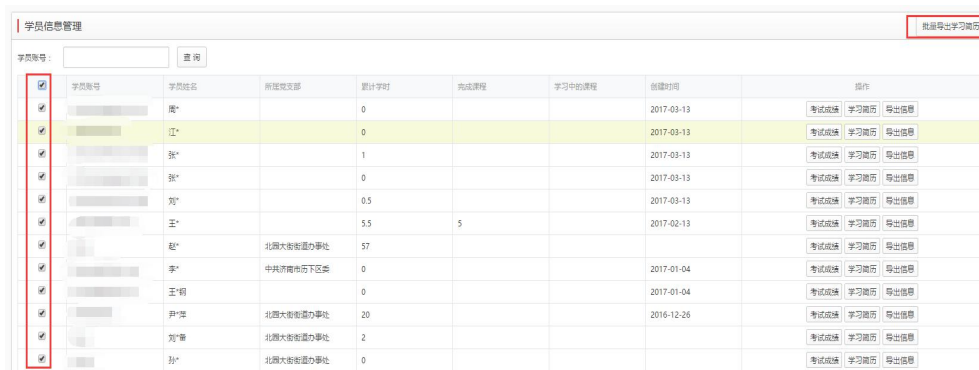 学员信息管理 批量导出学习简历
学员账号： 查 询
学员账号 学员姓名 所属党支部 累计学时 完成课程 学习中的课程 创建时间 操作
周* 0 2017-03-13 考试成绩 学习简历 导出信息
江* 0 2017-03-13 考试成绩 学习简历 导出信息
张* 1 2017-03-13 考试成绩 学习简历 导出信息
张* 0 2017-03-13 考试成绩 学习简历 导出信息
刘* 0.5 2017-03-13 考试成绩 学习简历 导出信息
王* 5.5 5 2017-02-13 考试成绩 学习简历 导出信息
赵* 北园大街街道办事处 57 考试成绩 学习简历 导出信息
李* 中共济南市历下区委 0 2017-01-04 考试成绩 学习简历 导出信息
王*钢 0 2017-01-04 考试成绩 学习简历 导出信息
尹*萍 北园大街街道办事处 20 2016-12-26 考试成绩 学习简历 导出信息
刘*奋 北园大街街道办事处 2 考试成绩 学习简历 导出信息
孙* 北园大街街道办事处 0 考试成绩 学习简历 导出信息